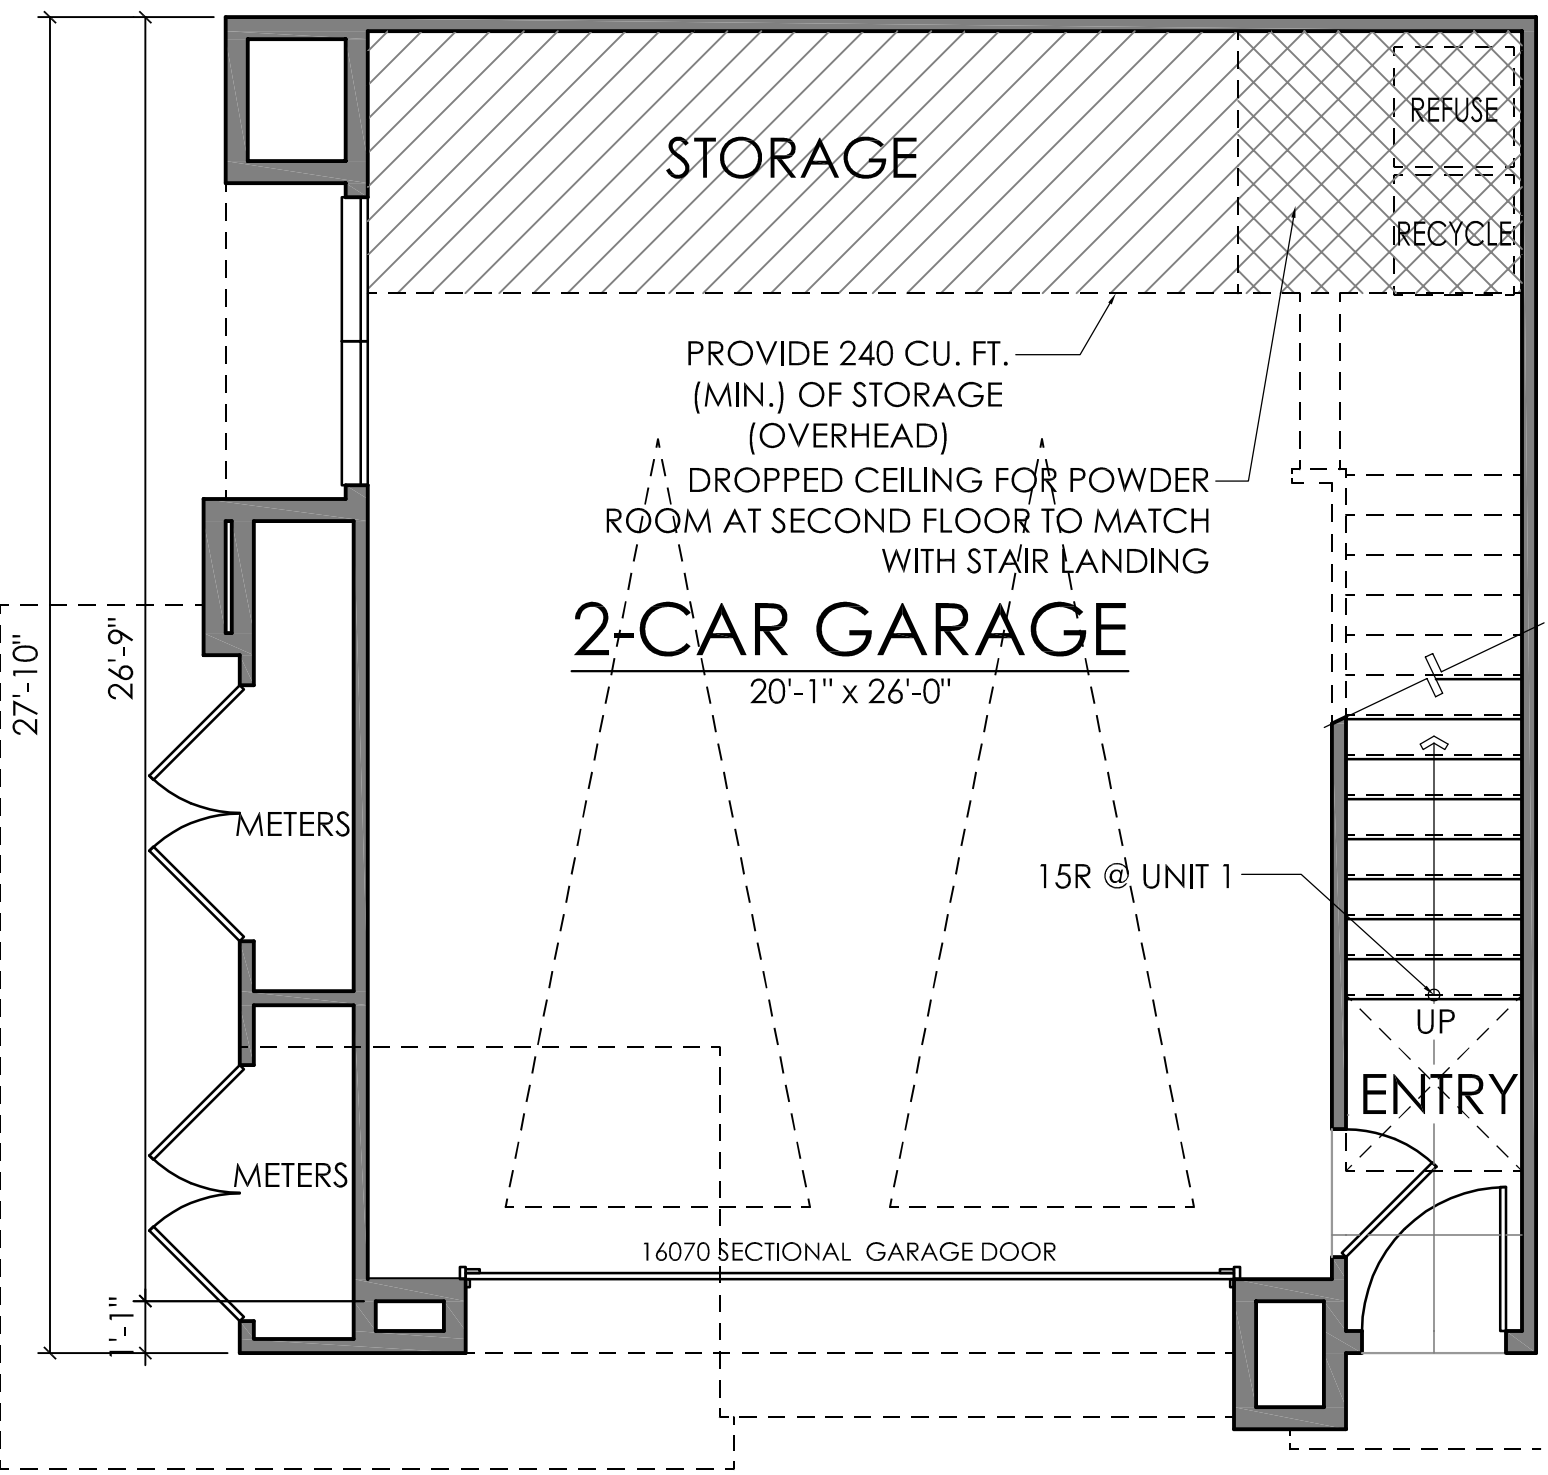 REFUSE
STORAGE
RECYCLE
PROVIDE 240 CU. FT.
(MIN.) OF STORAGE
(OVERHEAD)
DROPPED CEILING FOR POWDER
ROOM AT SECOND FLOOR TO MATCH
WITH STAIR LANDING
2-CAR GARAGE
20'-1" x 26'-0"
27'-10"
26'-9"
METERS
15R @ UNIT 1
UP
ENTRY
METERS
16070 SECTIONAL GARAGE DOOR
1'-1"